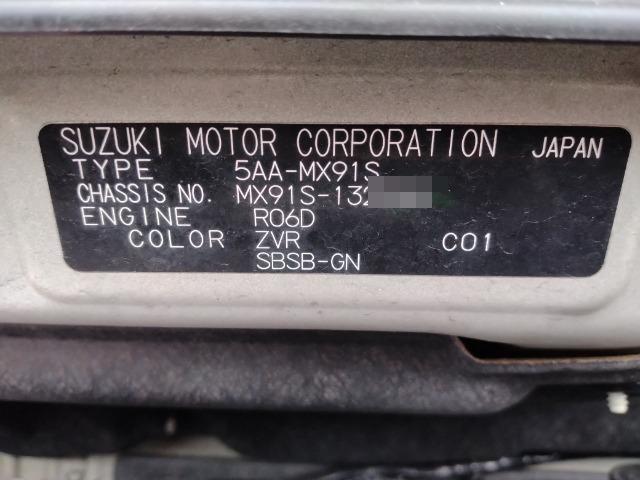 SUZUKI MOTOR CORPORATION JAPAN
TYPE 5AA-MX91S
CHASSIS NO. MX91S-132
ENGINE R06D
COLOR ZVR C01
SBSB-GN